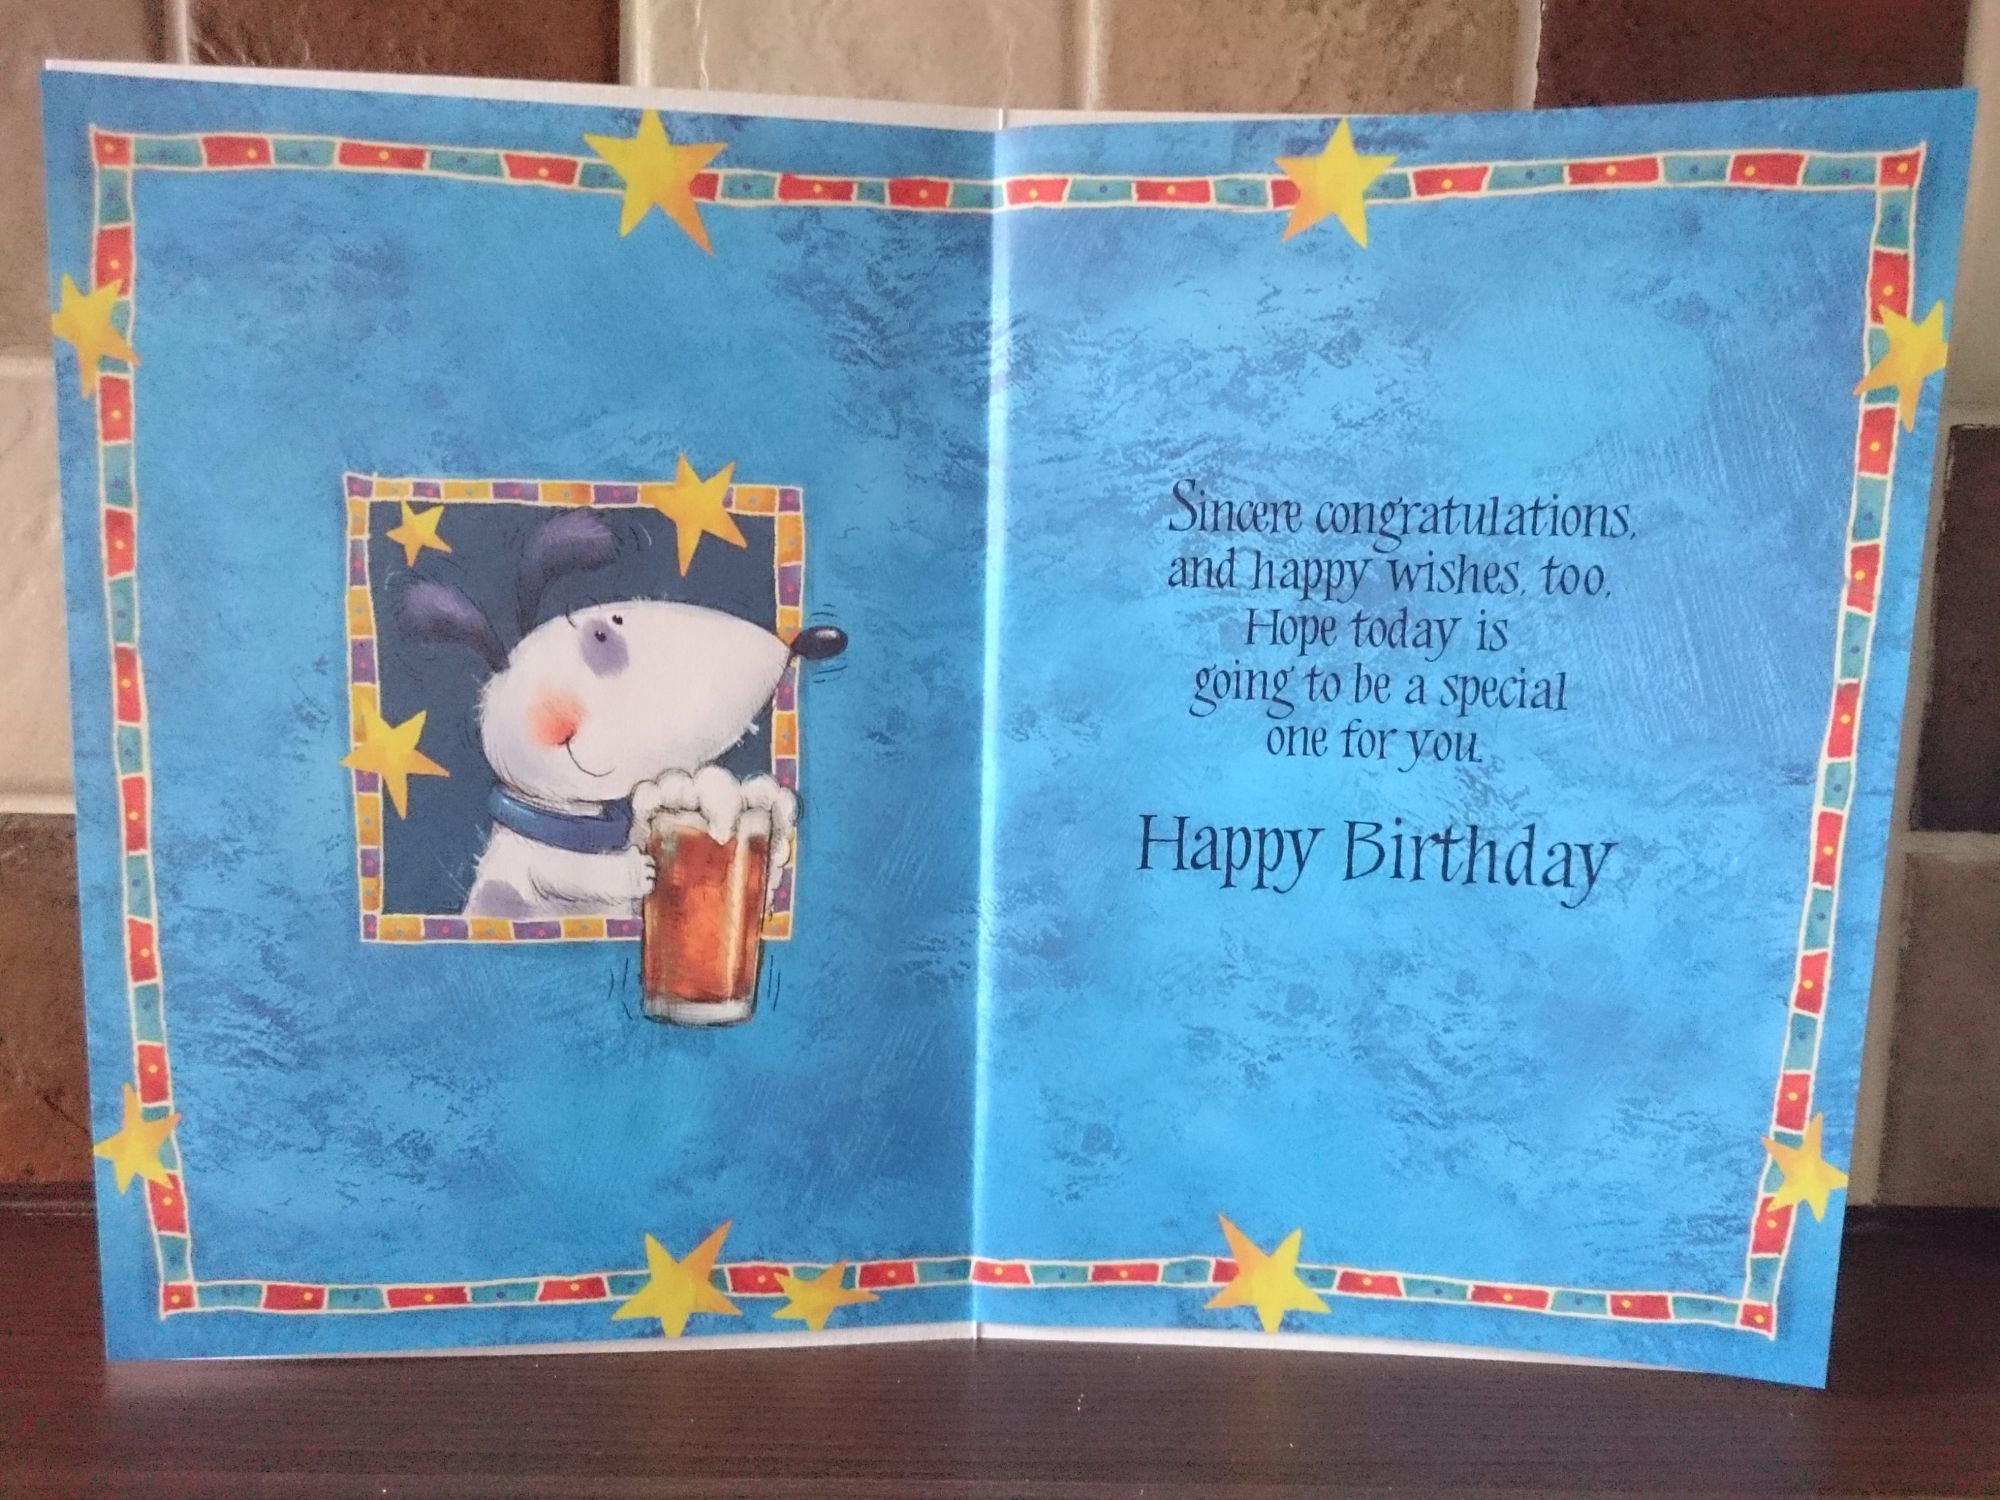 Sincere congratulations,
and happy wishes, too,
Hope today is
going to be a special
one for you.
Happy Birthday